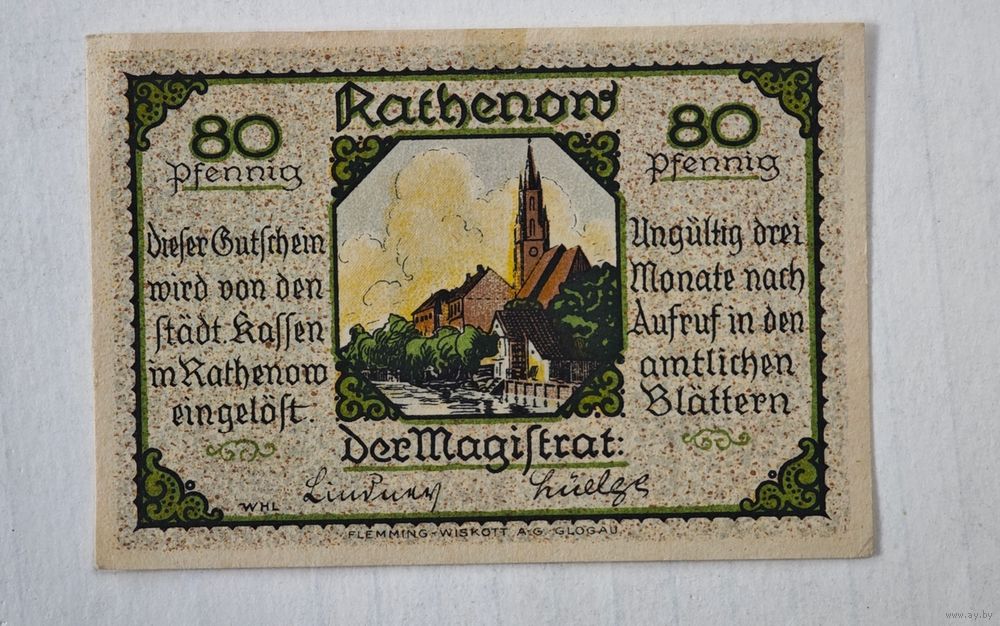 Rathenow
80
Pfennig
80
Pfennig
Dieser Gutschein
wird von den
städt. Kassen
in Rathenow
eingelöst.
Ungültig drei
Monate nach
Aufruf in den
amtlichen
Blättern
Der Magistrat:
Lindner
WHL
FLEMMING-WISKOTT A-G. GLOGAU.
www.ay.by